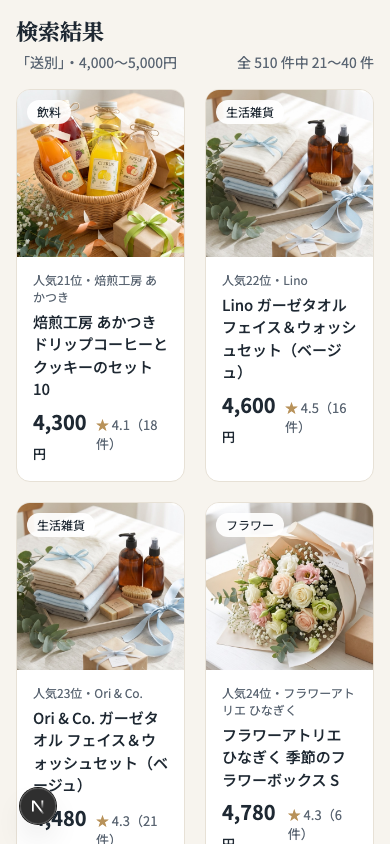 検索結果
「送別」・4,000〜5,000円
全 510 件中 21〜40 件
飲料
人気21位・焙煎工房 あ
かつき
焙煎工房 あかつき
ドリップコーヒーと
クッキーのセット
10
4,300
円
★ 4.1（18
件）
生活雑貨
人気22位・Lino
Lino ガーゼタオル
フェイス＆ウォッシ
ュセット（ベージ
ュ）
4,600
円
★ 4.5（16
件）
生活雑貨
人気23位・Ori & Co.
Ori & Co. ガーゼタ
オル フェイス＆ウ
ォッシュセット（ベ
ージュ）
,480
★ 4.3（21
件）
N
フラワー
人気24位・フラワーアト
リエ ひなぎく
フラワーアトリエ
ひなぎく 季節のフ
ラワーボックス S
4,780
円
★ 4.3（6
件）